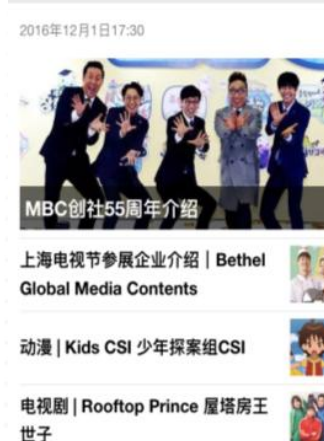 2016年12月1日17:30
MBC创社55周年介绍
上海电视节参展企业介绍｜Bethel
Global Media Contents
动漫 | Kids CSI 少年探案组CSI
电视剧 | Rooftop Prince 屋塔房王
世子